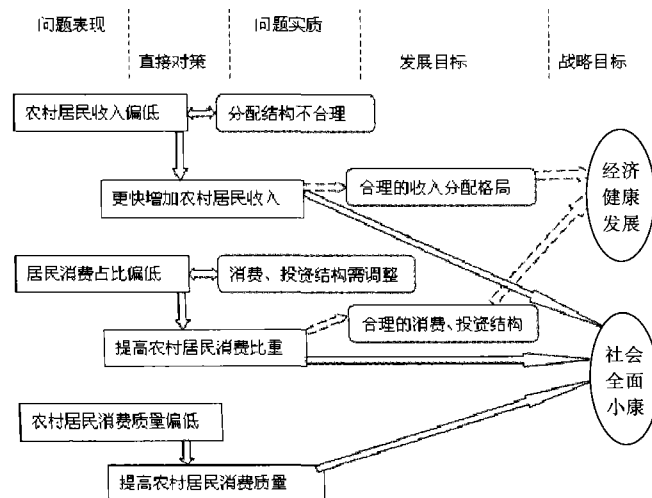 问题表现
直接对策
问题实质
发展目标
战略目标
农村居民收入偏低
分配结构不合理
更快增加农村居民收入
合理的收入分配格局
经济
健康
发展
居民消费占比偏低
消费、投资结构需调整
提高农村居民消费比重
合理的消费、投资结构
社会
全面
小康
农村居民消费质量偏低
提高农村居民消费质量